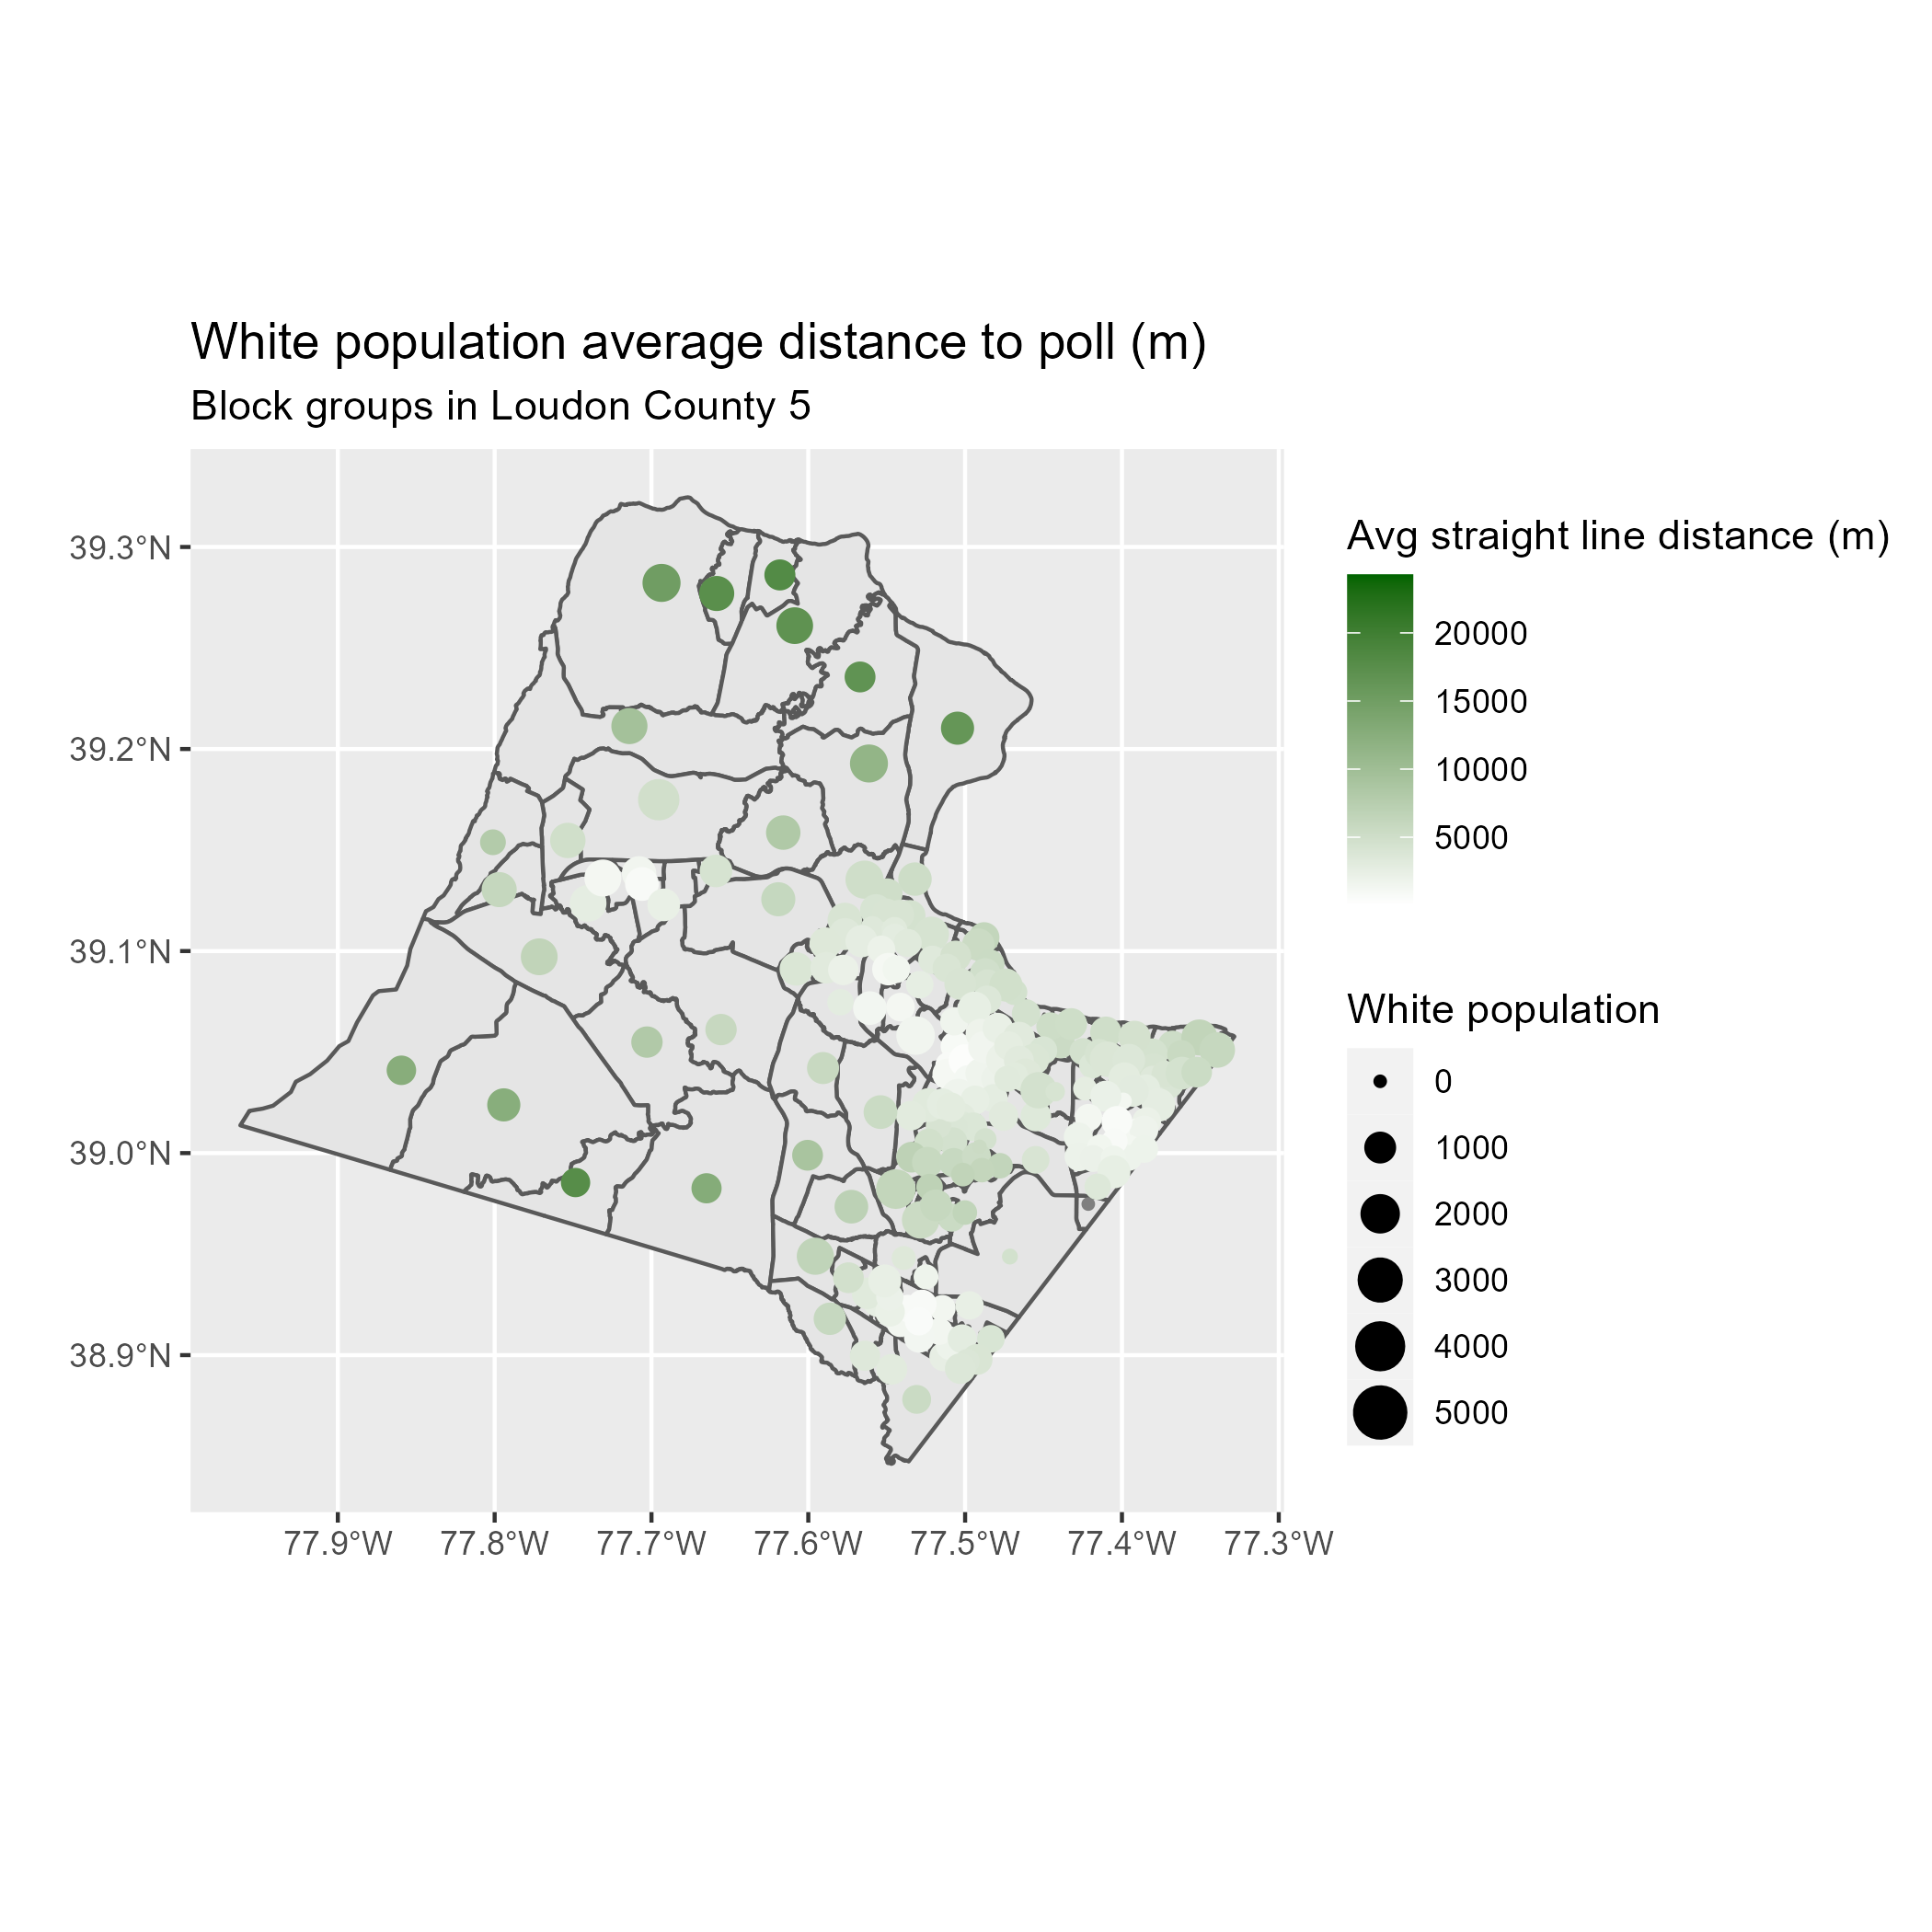 White population average distance to poll (m)
Block groups in Loudon County 5
39.3°N
39.2°N
39.1°N
39.0°N
38.9°N
77.9°W
77.8°W
77.7°W
77.6°W
77.5°W
77.4°W
77.3°W
Avg straight line distance (m)
20000
15000
10000
5000
White population
0
1000
2000
3000
4000
5000